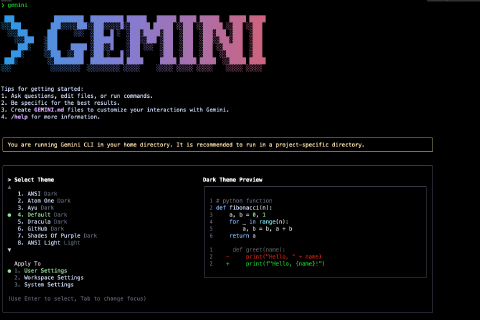 > gemini
> GEMINI
Tips for getting started:
1. Ask questions, edit files, or run commands.
2. Be specific for the best results.
3. Create GEMINI.md files to customize your interactions with Gemini.
4. /help for more information.
You are running Gemini CLI in your home directory. It is recommended to run in a project-specific directory.
> Select Theme
▲
1. ANSI Dark
2. Atom One Dark
3. Ayu Dark
● 4. Default Dark
5. Dracula Dark
6. GitHub Dark
7. Shades Of Purple Dark
8. ANSI Light Light
▼
Apply To
● 1. User Settings
2. Workspace Settings
3. System Settings
(Use Enter to select, Tab to change focus)
Dark Theme Preview
1 # python function
2 def fibonacci(n):
3 a, b = 0, 1
4 for _ in range(n):
5 a, b = b, a + b
6 return a
1 def greet(name):
2 - print("Hello, " + name)
2 + print(f"Hello, {name}!")